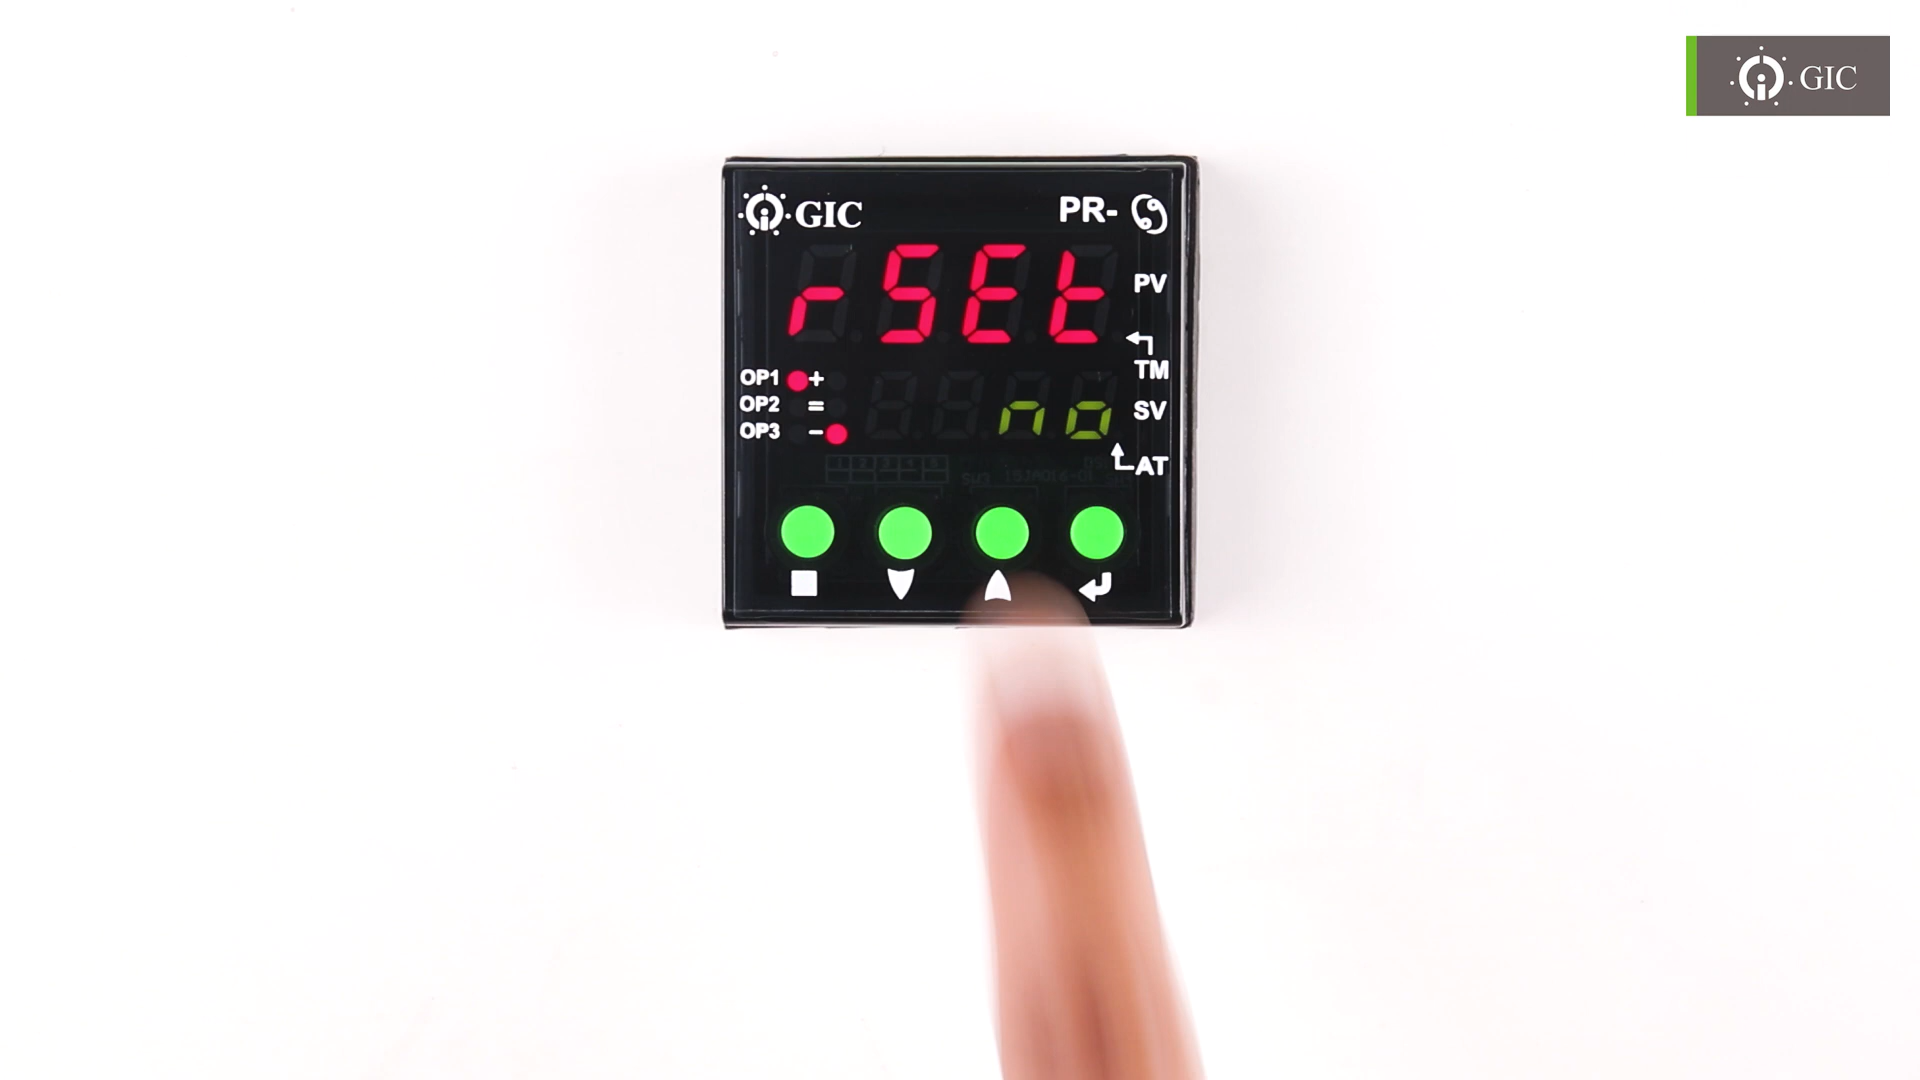 GIC
GIC PR-
rSEt PV
TM
OP1 +
OP2 =
OP3 -
no SV
AT